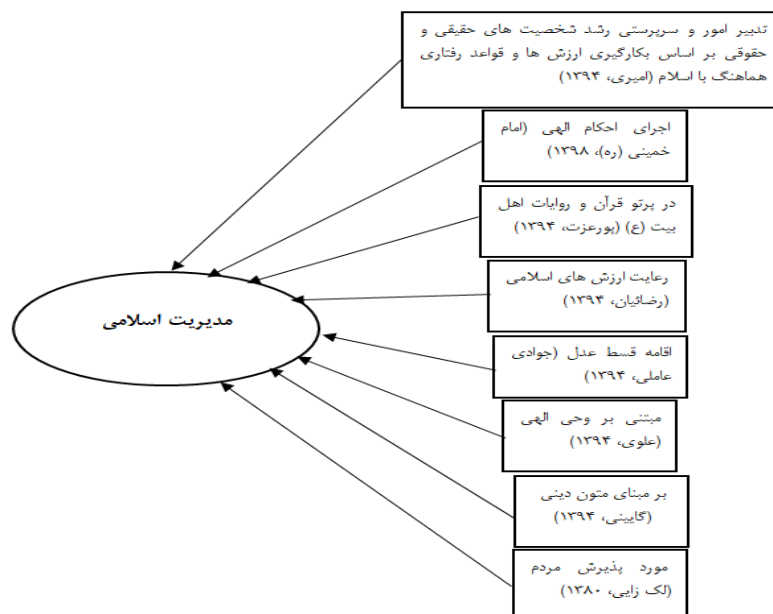 تدبیر امور و سرپرستی رشد شخصیت های حقیقی و
حقوقی بر اساس بکارگیری ارزش ها و قواعد رفتاری
هماهنگ با اسلام (امیری، ۱۳۹۴)
اجرای احکام الهی (امام
خمینی (ره)، ۱۳۹۸)
در پرتو قرآن و روایات اهل
بیت (ع) (پورعزت، ۱۳۹۴)
رعایت ارزش های اسلامی
(رضائیان، ۱۳۹۴)
مدیریت اسلامی
اقامه قسط عدل (جوادی
عاملی، ۱۳۹۴)
مبتنی بر وحی الهی
(علوی، ۱۳۹۴)
بر مبنای متون دینی
(گایینی، ۱۳۹۴)
مورد پذیرش مردم
(لک زایی، ۱۳۸۰)